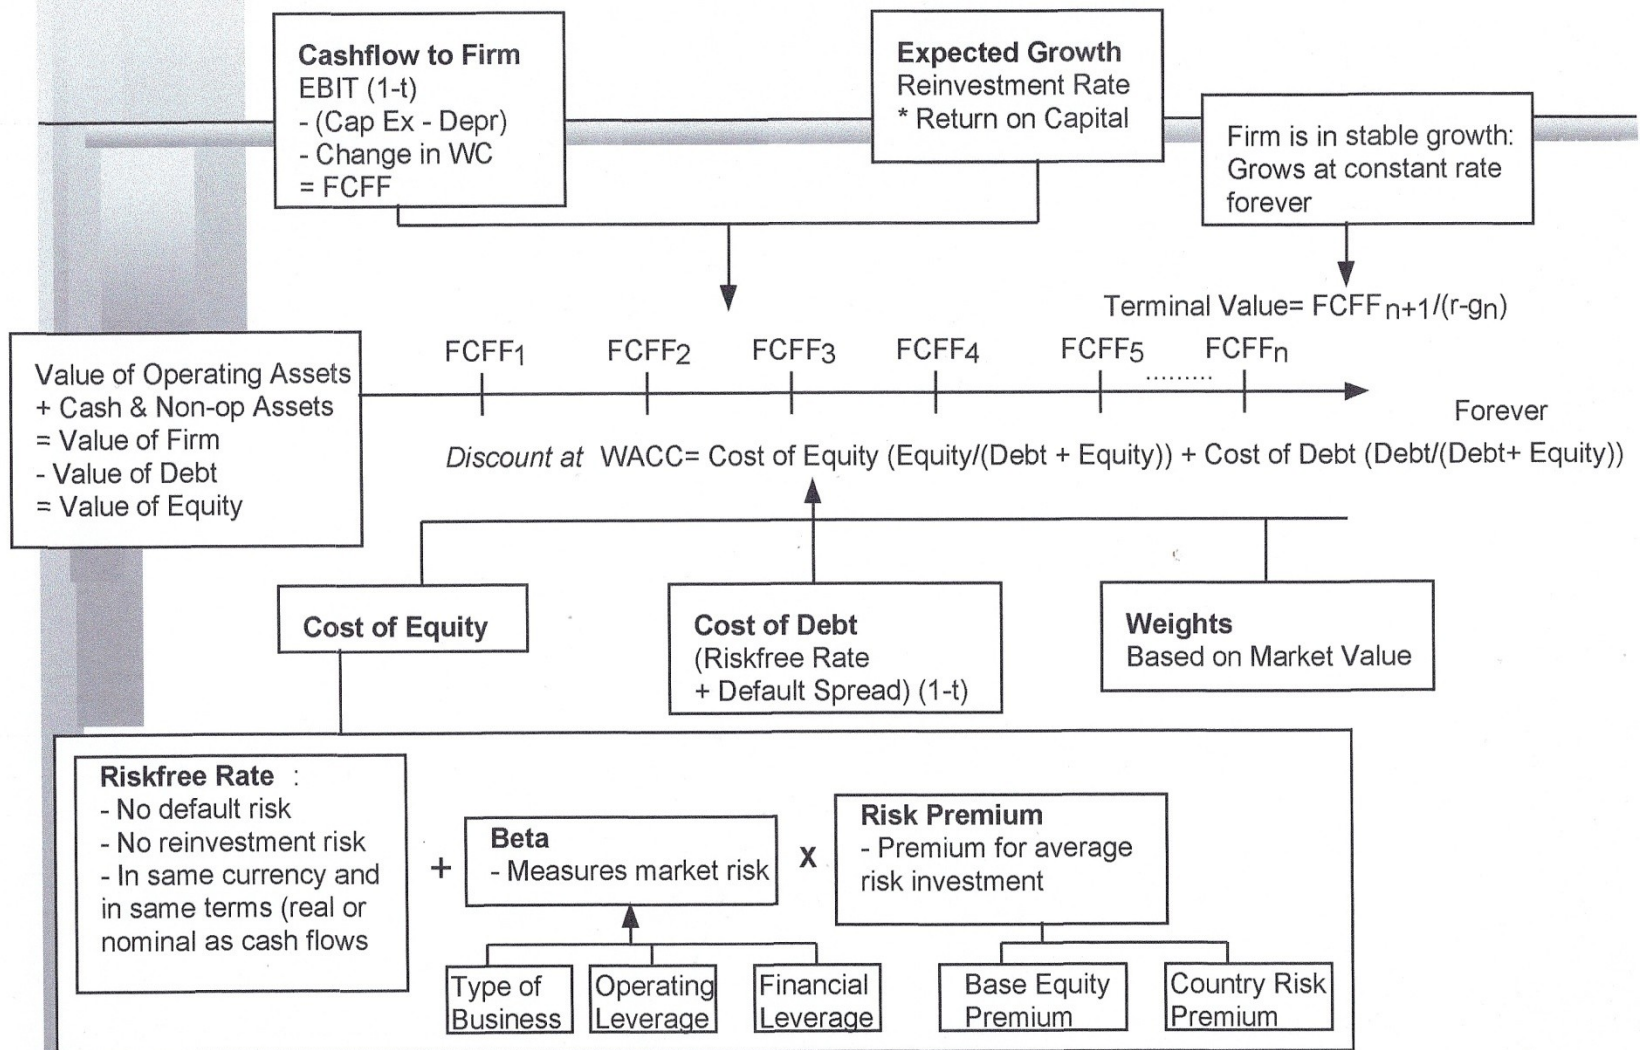 Cashflow to Firm
EBIT (1-t)
- (Cap Ex - Depr)
- Change in WC
= FCFF
Expected Growth
Reinvestment Rate
* Return on Capital
Firm is in stable growth:
Grows at constant rate
forever
Terminal Value= FCFFn+1/(r-gn)
FCFF1 FCFF2 FCFF3 FCFF4 FCFF5 ......... FCFFn
Forever
Value of Operating Assets
+ Cash & Non-op Assets
= Value of Firm
- Value of Debt
= Value of Equity
Discount at WACC= Cost of Equity (Equity/(Debt + Equity)) + Cost of Debt (Debt/(Debt+ Equity))
Cost of Equity
Cost of Debt
(Riskfree Rate
+ Default Spread) (1-t)
Weights
Based on Market Value
Riskfree Rate :
- No default risk
- No reinvestment risk
- In same currency and
in same terms (real or
nominal as cash flows
+
Beta
- Measures market risk
X
Risk Premium
- Premium for average
risk investment
Type of
Business
Operating
Leverage
Financial
Leverage
Base Equity
Premium
Country Risk
Premium